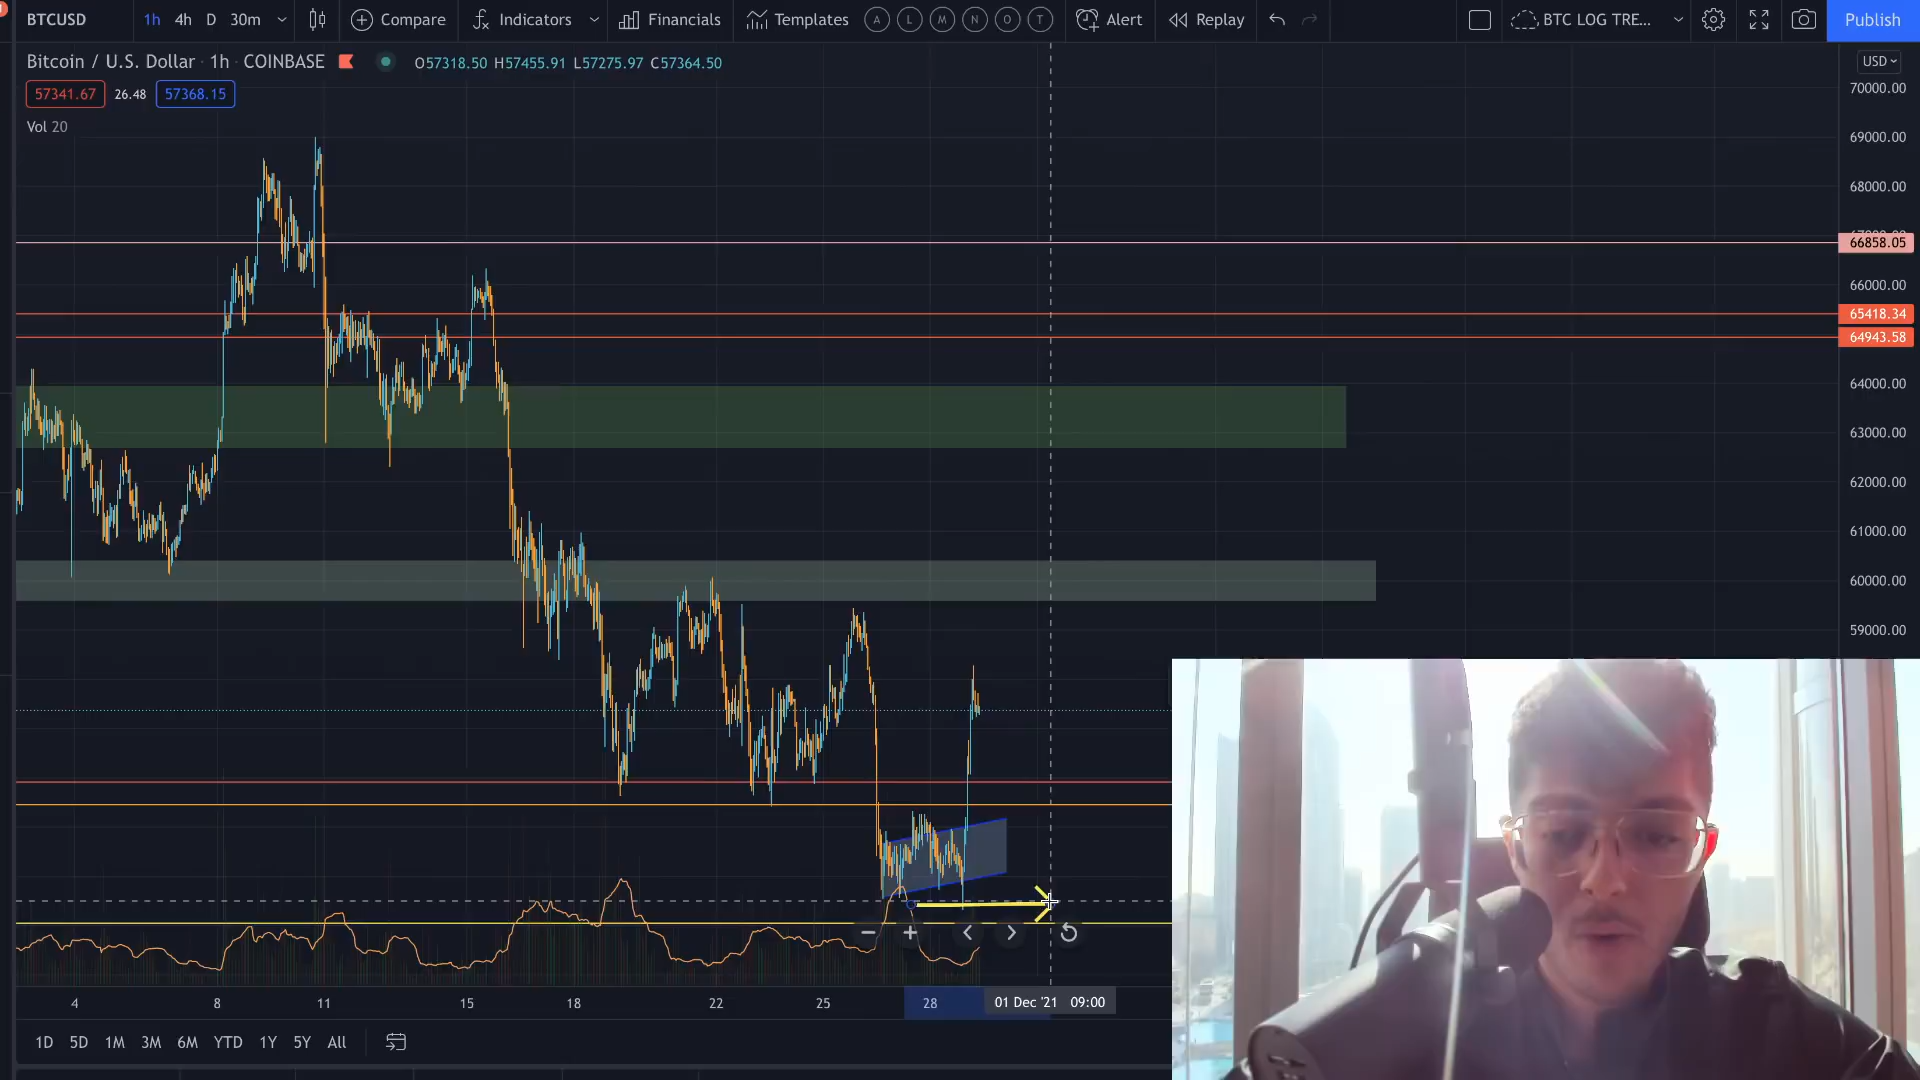 BTCUSD 1h 4h D 30m Compare Indicators Financials Templates A L M N O T Alert Replay BTC LOG TRE... Publish
Bitcoin / U.S. Dollar · 1h · COINBASE O57318.50 H57455.91 L57275.97 C57364.50 USD
57341.67 26.48 57368.15
Vol 20
70000.00
69000.00
68000.00
66858.05
66000.00
65418.34
64943.58
64000.00
63000.00
62000.00
61000.00
60000.00
59000.00
4 8 11 15 18 22 25 28 01 Dec '21 09:00
1D 5D 1M 3M 6M YTD 1Y 5Y All